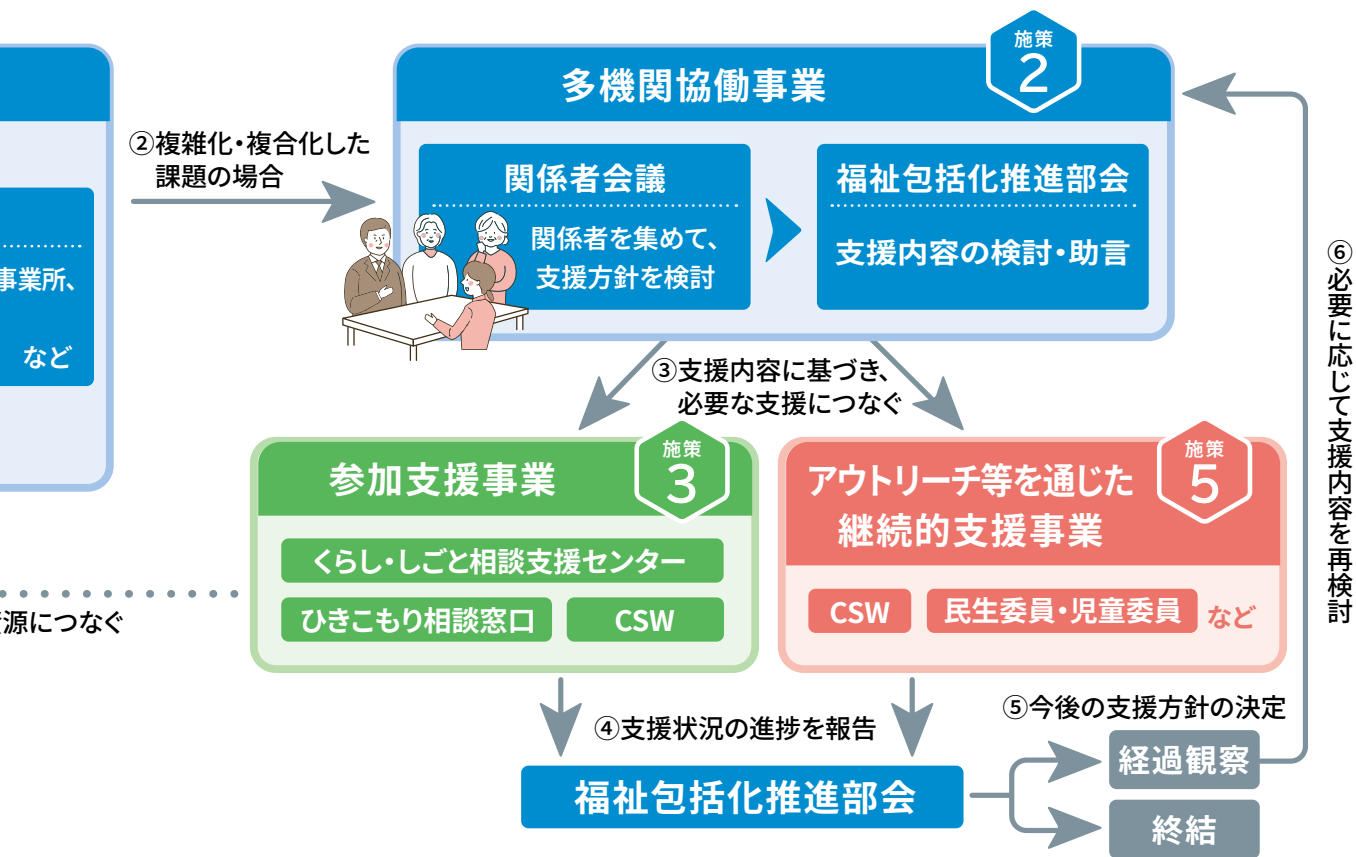 施策
2
多機関協働事業
②複雑化・複合化した
課題の場合
関係者会議
関係者を集めて、
支援方針を検討
福祉包括化推進部会
支援内容の検討・助言
事業所、
など
⑥必要に応じて支援内容を再検討
③支援内容に基づき、
必要な支援につなぐ
参加支援事業
施策
3
くらし・しごと相談支援センター
ひきこもり相談窓口
CSW
アウトリーチ等を通じた
継続的支援事業
施策
5
CSW
民生委員・児童委員
など
源につなぐ
④支援状況の進捗を報告
⑤今後の支援方針の決定
福祉包括化推進部会
経過観察
終結